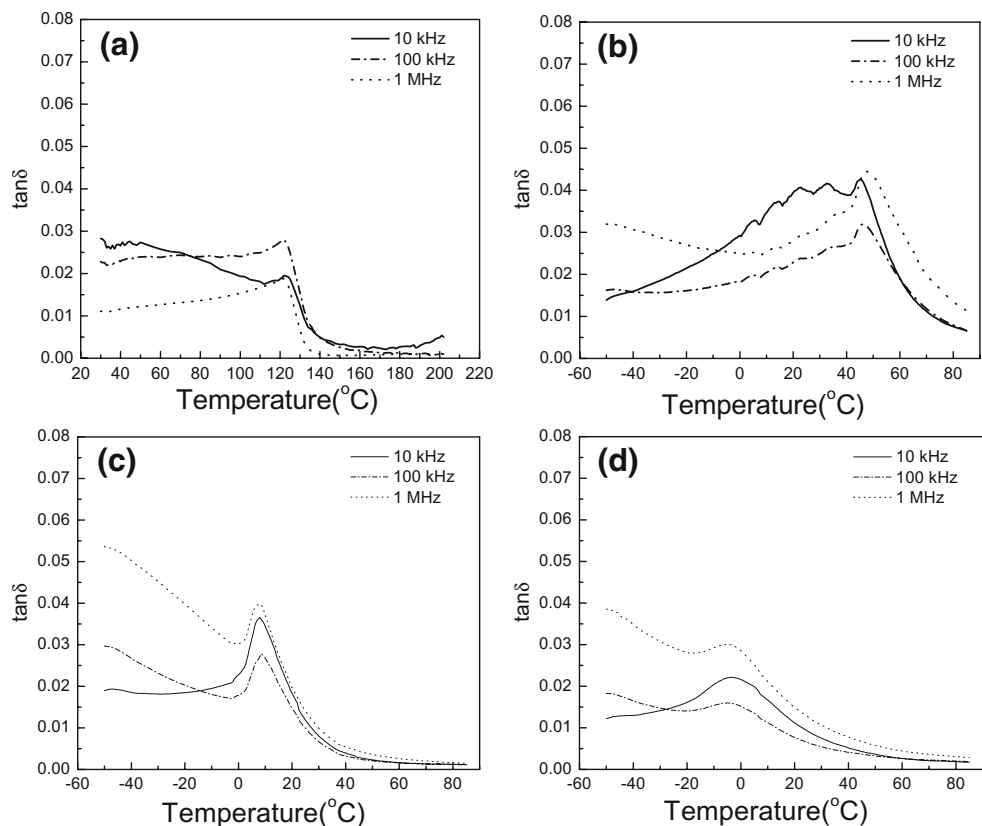 (a)
10 kHz
100 kHz
1 MHz
tanδ
0.08
0.07
0.06
0.05
0.04
0.03
0.02
0.01
0.00
20 40 60 80 100 120 140 160 180 200 220
Temperature(°C)
(b)
10 kHz
100 kHz
1 MHz
tanδ
0.08
0.07
0.06
0.05
0.04
0.03
0.02
0.01
0.00
-60 -40 -20 0 20 40 60 80
Temperature(°C)
(c)
10 kHz
100 kHz
1 MHz
tanδ
0.08
0.07
0.06
0.05
0.04
0.03
0.02
0.01
0.00
-60 -40 -20 0 20 40 60 80
Temperature(°C)
(d)
10 kHz
100 kHz
1 MHz
tanδ
0.08
0.07
0.06
0.05
0.04
0.03
0.02
0.01
0.00
-60 -40 -20 0 20 40 60 80
Temperature(°C)